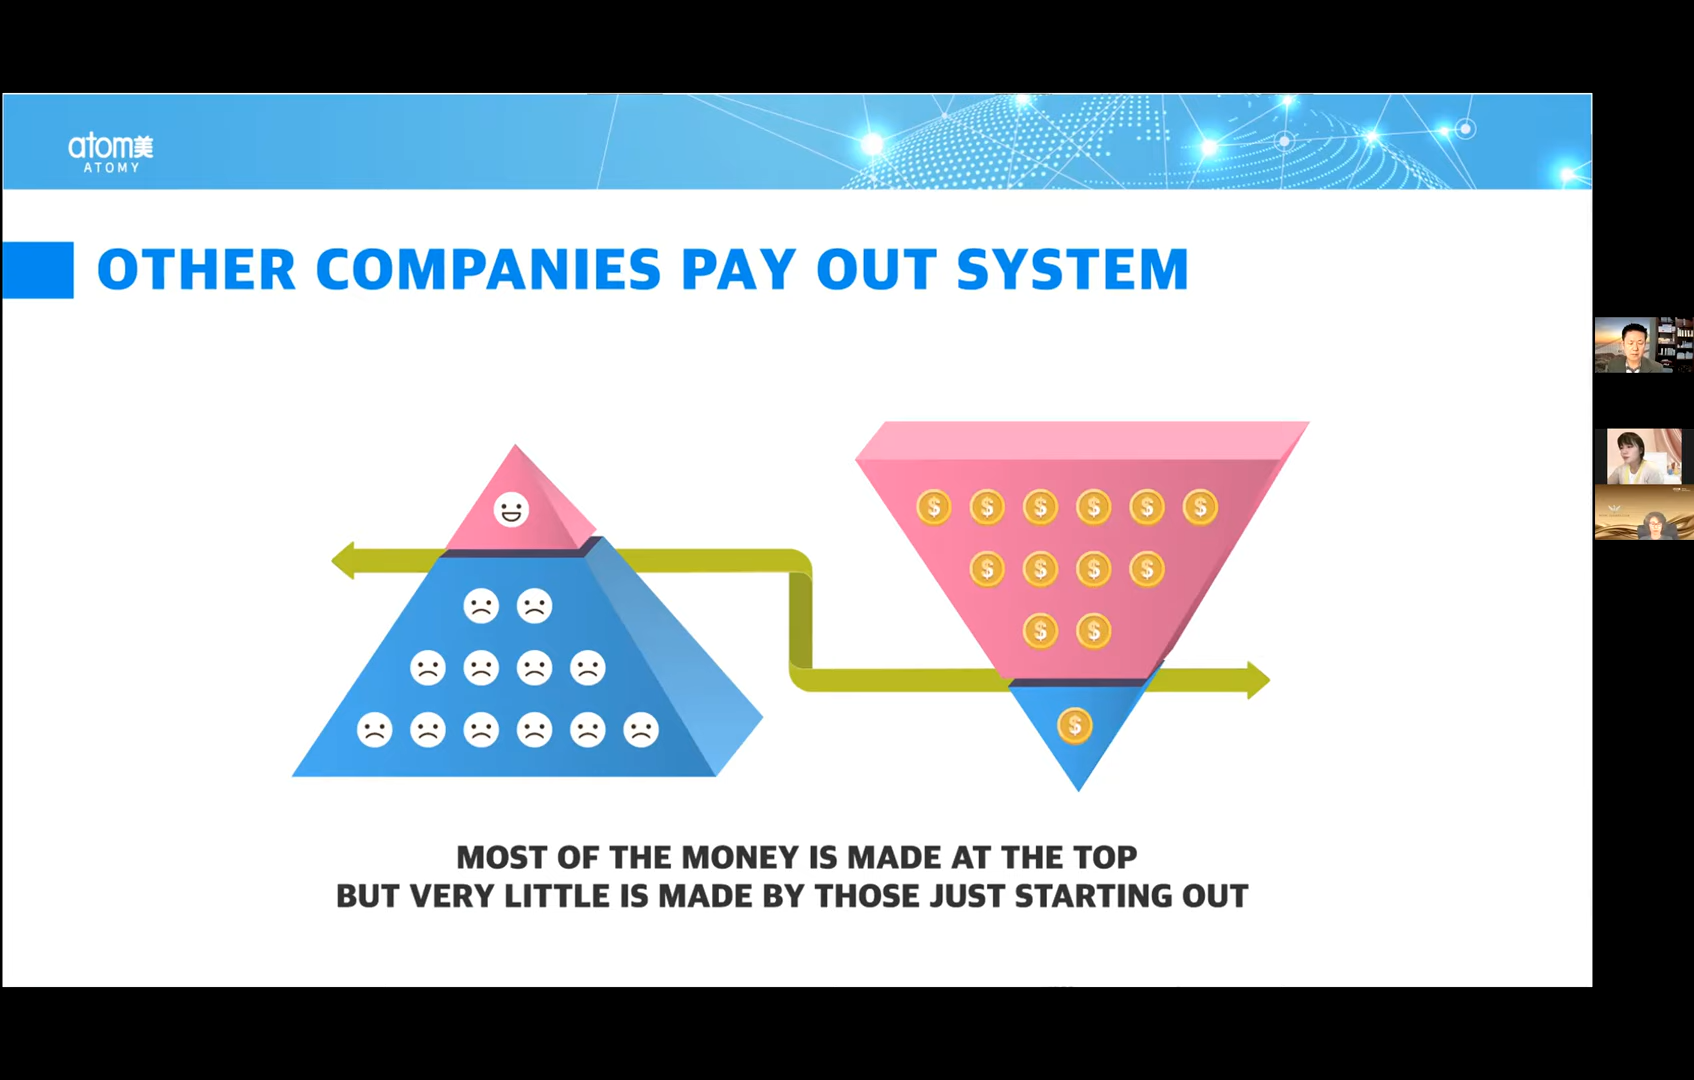 atom美
ATOMY
OTHER COMPANIES PAY OUT SYSTEM
$ $ $ $ $ $
$ $ $ $
$ $
$
MOST OF THE MONEY IS MADE AT THE TOP
BUT VERY LITTLE IS MADE BY THOSE JUST STARTING OUT